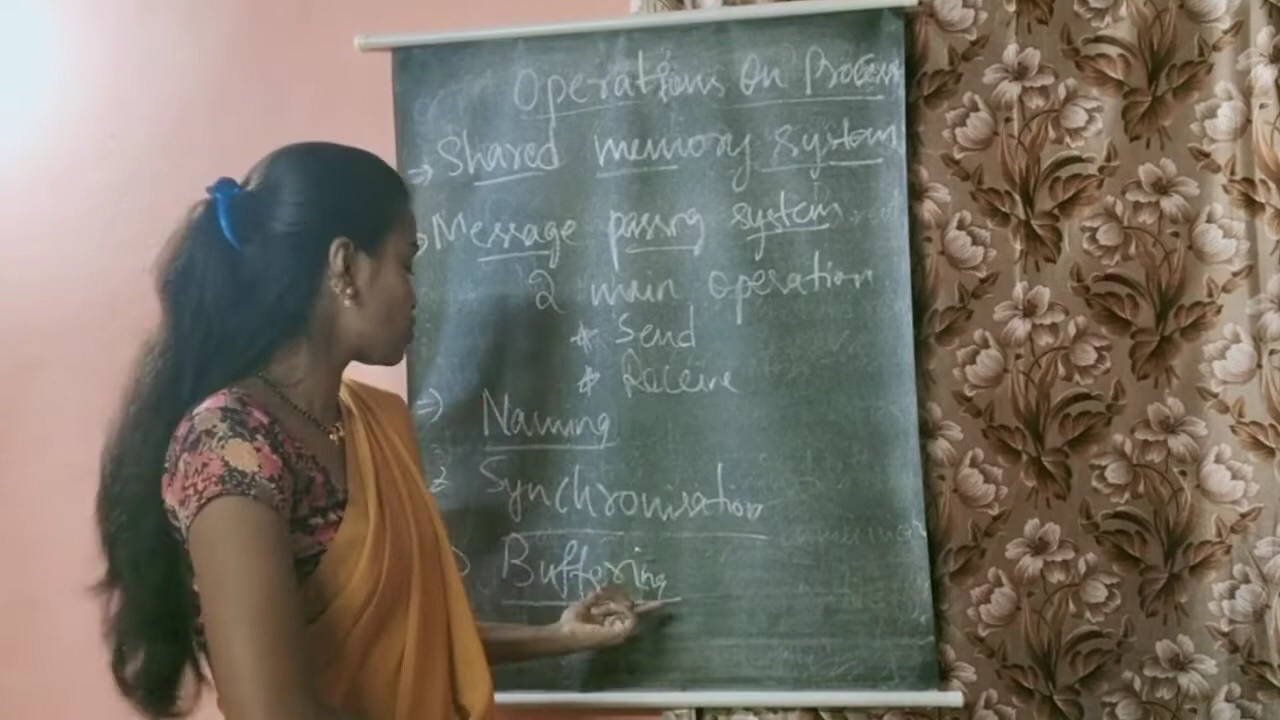 Operations on Process
⇒ Shared memory system
⇒ Message passing system
2 main operation
* Send
* Receive
⇒ Naming
Synchronisation
Buffering